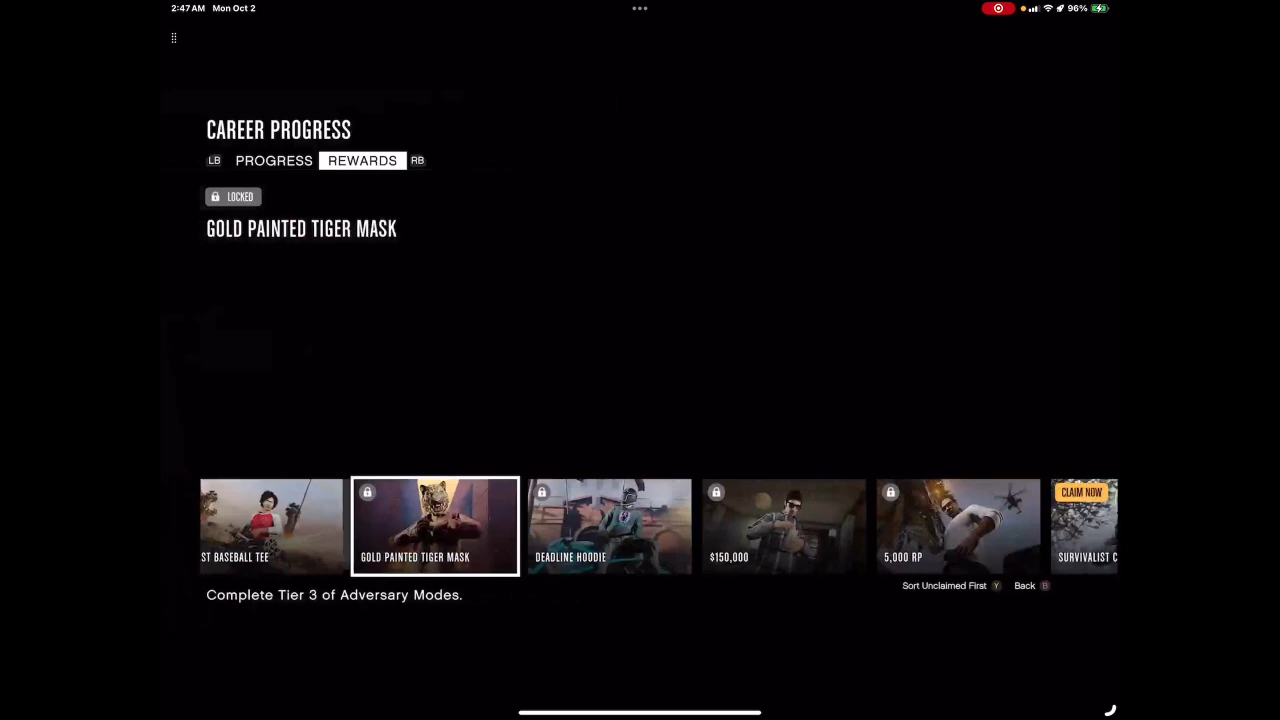 2:47 AM Mon Oct 2
96%
CAREER PROGRESS
LB PROGRESS REWARDS RB
LOCKED
GOLD PAINTED TIGER MASK
CLAIM NOW
ST BASEBALL TEE
GOLD PAINTED TIGER MASK
DEADLINE HOODIE
$150,000
5,000 RP
SURVIVALIST C
Sort Unclaimed First Y Back B
Complete Tier 3 of Adversary Modes.